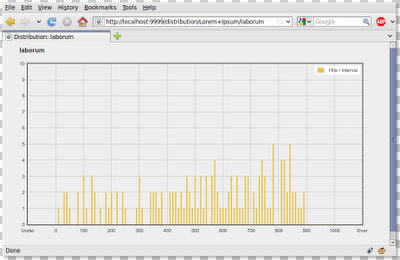 File Edit View History Bookmarks Tools Help
http://localhost:9999/distribution/Lorem+Ipsum/laborum
Google
ABP
Distribution: laborum
laborum
Hits / Interval
10
9
8
7
6
5
4
3
2
1
0
Under 100 200 300 400 500 600 700 800 900 1000 Over
Done